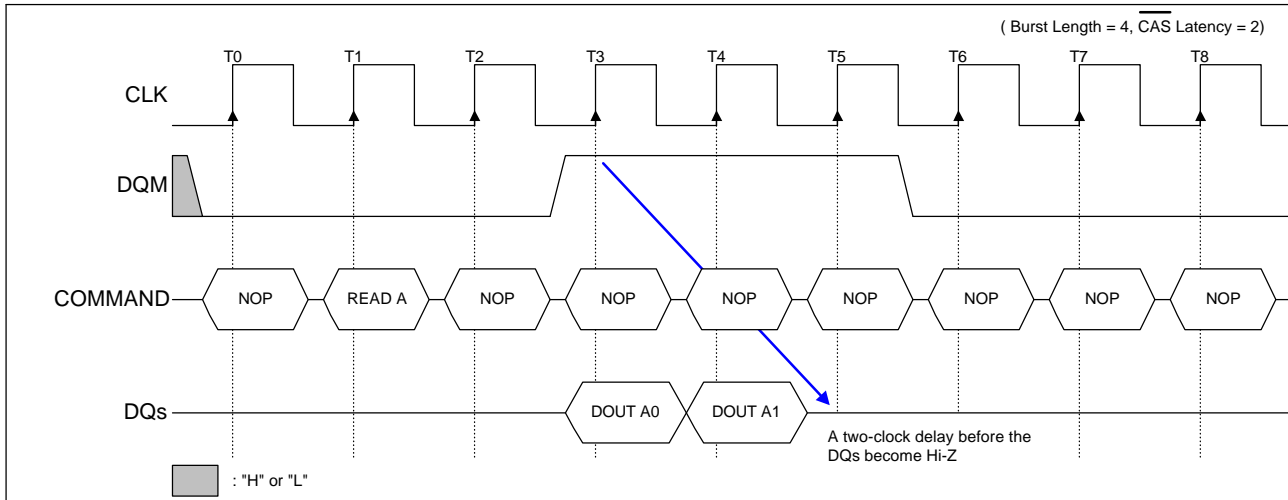 ( Burst Length = 4, CAS Latency = 2)
T0 T1 T2 T3 T4 T5 T6 T7 T8
CLK
DQM
COMMAND NOP READ A NOP NOP NOP NOP NOP NOP NOP
DQs DOUT A0 DOUT A1
A two-clock delay before the
DQs become Hi-Z
: "H" or "L"